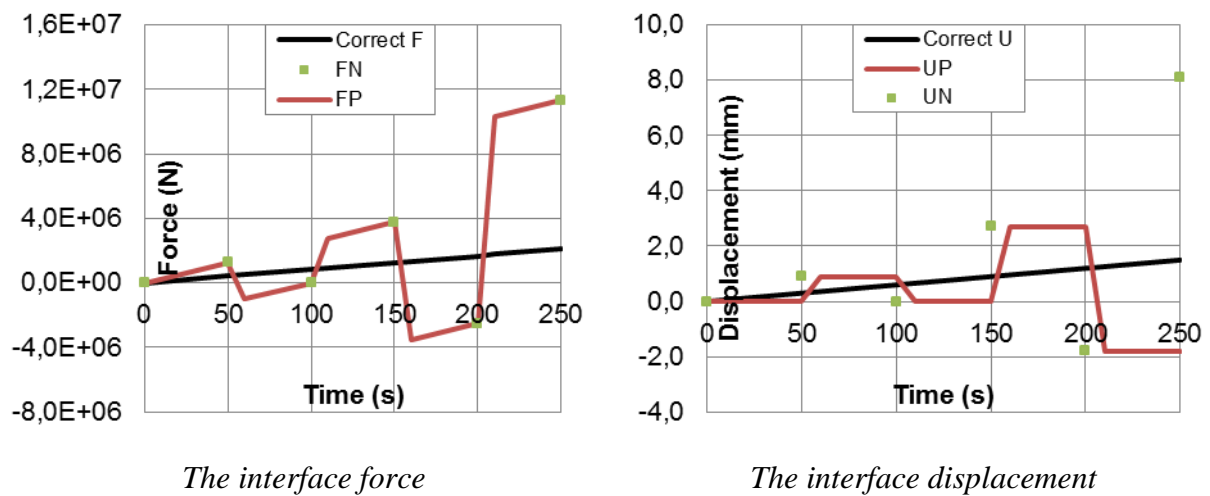 1,6E+07
1,2E+07
8,0E+06
4,0E+06
0,0E+00
-4,0E+06
-8,0E+06
Force (N)
Correct F
FN
FP
0 50 100 150 200 250
Time (s)
The interface force
10,0
8,0
6,0
4,0
2,0
0,0
-2,0
-4,0
Displacement (mm)
Correct U
UP
UN
0 50 100 150 200 250
Time (s)
The interface displacement